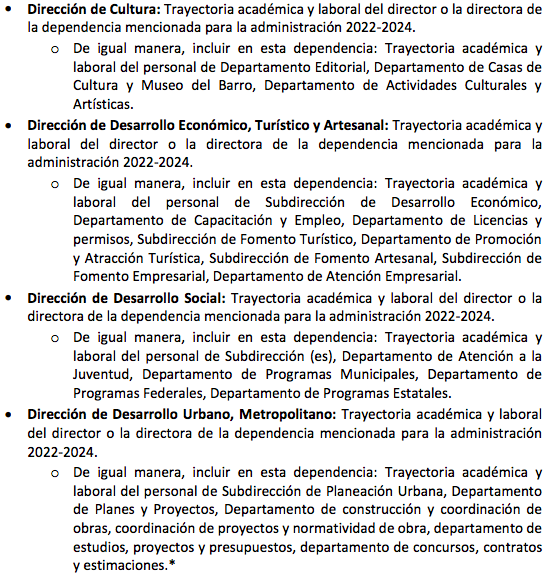 • Dirección de Cultura: Trayectoria académica y laboral del director o la directora de
la dependencia mencionada para la administración 2022-2024.
o De igual manera, incluir en esta dependencia: Trayectoria académica y
laboral del personal de Departamento Editorial, Departamento de Casas de
Cultura y Museo del Barro, Departamento de Actividades Culturales y
Artísticas.
• Dirección de Desarrollo Económico, Turístico y Artesanal: Trayectoria académica y
laboral del director o la directora de la dependencia mencionada para la
administración 2022-2024.
o De igual manera, incluir en esta dependencia: Trayectoria académica y
laboral del personal de Subdirección de Desarrollo Económico,
Departamento de Capacitación y Empleo, Departamento de Licencias y
permisos, Subdirección de Fomento Turístico, Departamento de Promoción
y Atracción Turística, Subdirección de Fomento Artesanal, Subdirección de
Fomento Empresarial, Departamento de Atención Empresarial.
• Dirección de Desarrollo Social: Trayectoria académica y laboral del director o la
directora de la dependencia mencionada para la administración 2022-2024.
o De igual manera, incluir en esta dependencia: Trayectoria académica y
laboral del personal de Subdirección (es), Departamento de Atención a la
Juventud, Departamento de Programas Municipales, Departamento de
Programas Federales, Departamento de Programas Estatales.
• Dirección de Desarrollo Urbano, Metropolitano: Trayectoria académica y laboral
del director o la directora de la dependencia mencionada para la administración
2022-2024.
o De igual manera, incluir en esta dependencia: Trayectoria académica y
laboral del personal de Subdirección de Planeación Urbana, Departamento
de Planes y Proyectos, Departamento de construcción y coordinación de
obras, coordinación de proyectos y normatividad de obra, departamento de
estudios, proyectos y presupuestos, departamento de concursos, contratos
y estimaciones.*